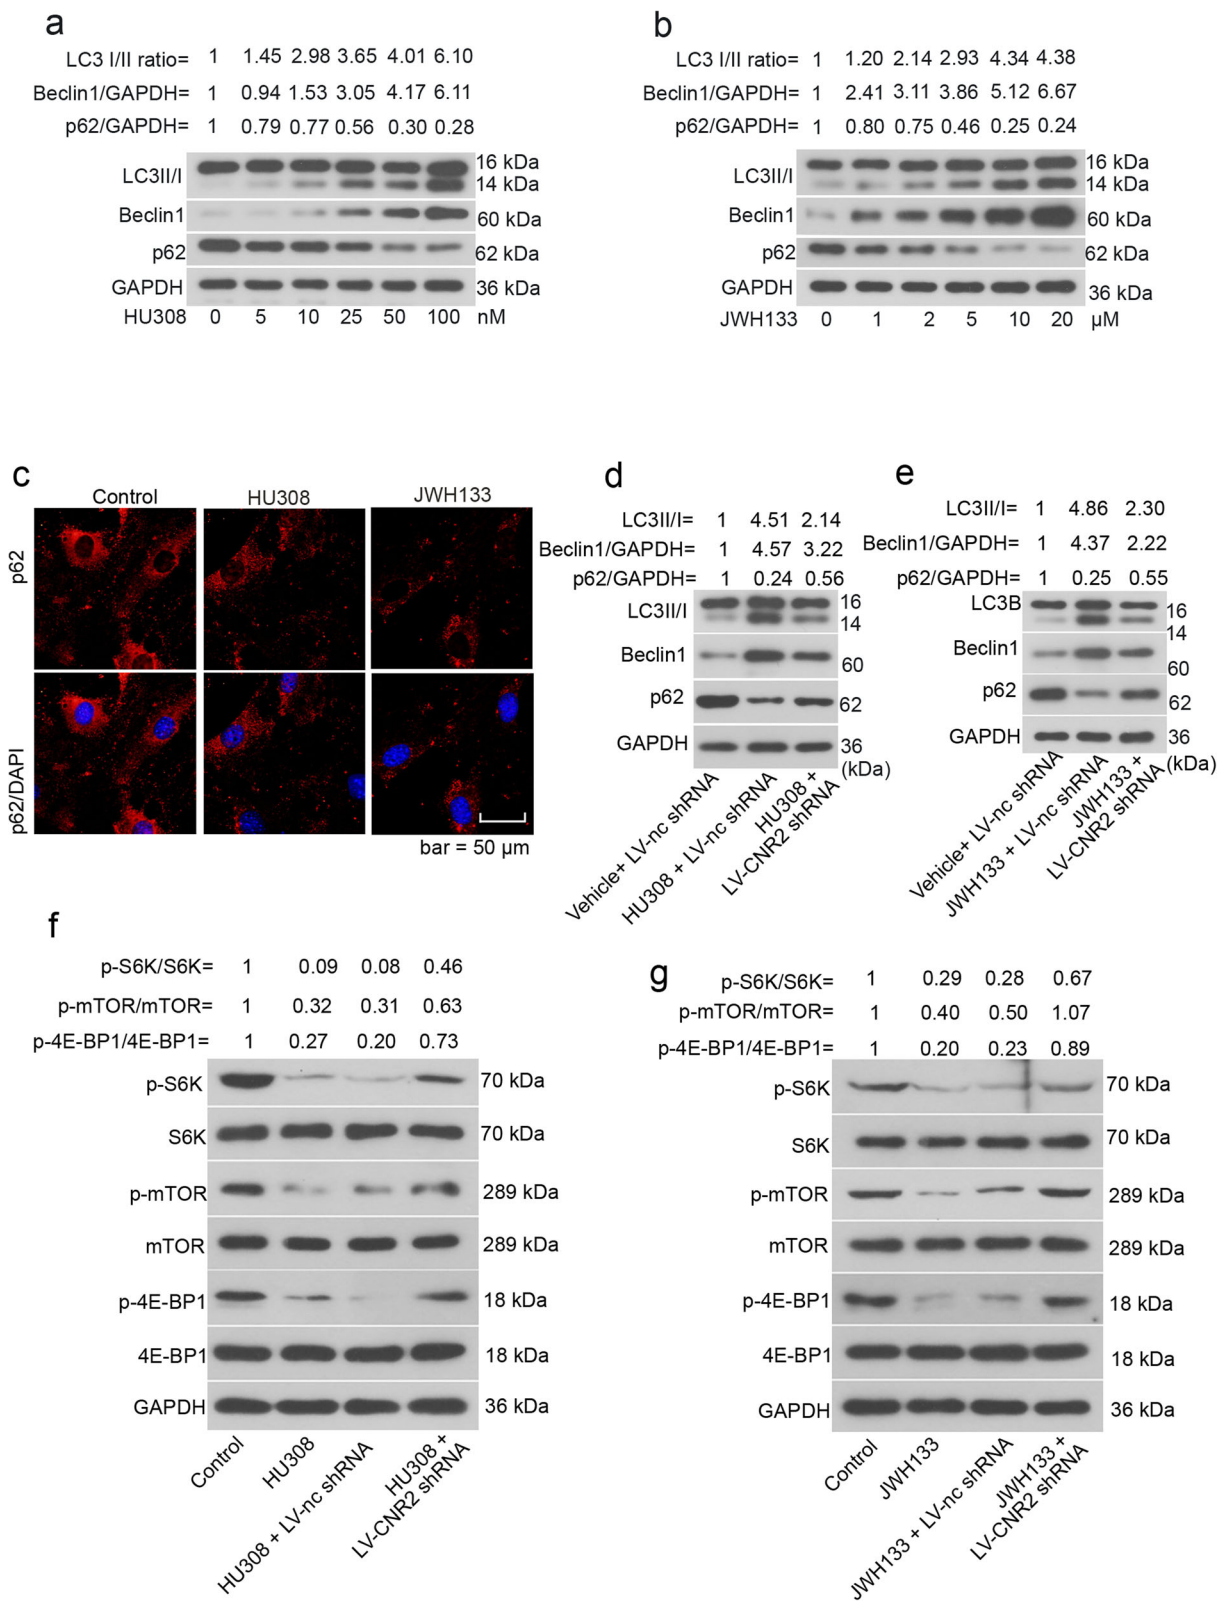 a
LC3 I/II ratio= 1 1.45 2.98 3.65 4.01 6.10
Beclin1/GAPDH= 1 0.94 1.53 3.05 4.17 6.11
p62/GAPDH= 1 0.79 0.77 0.56 0.30 0.28
LC3II/I 16 kDa
14 kDa
Beclin1 60 kDa
p62 62 kDa
GAPDH 36 kDa
HU308 0 5 10 25 50 100 nM
b
LC3 I/II ratio= 1 1.20 2.14 2.93 4.34 4.38
Beclin1/GAPDH= 1 2.41 3.11 3.86 5.12 6.67
p62/GAPDH= 1 0.80 0.75 0.46 0.25 0.24
LC3II/I 16 kDa
14 kDa
Beclin1 60 kDa
p62 62 kDa
GAPDH 36 kDa
JWH133 0 1 2 5 10 20 µM
c
Control HU308 JWH133
p62
p62/DAPI
bar = 50 µm
d
LC3II/I= 1 4.51 2.14
Beclin1/GAPDH= 1 4.57 3.22
p62/GAPDH= 1 0.24 0.56
LC3II/I 16
14
Beclin1 60
p62 62
GAPDH 36
(kDa)
Vehicle+ LV-nc shRNA
HU308 + LV-nc shRNA
HU308 +
LV-CNR2 shRNA
e
LC3II/I= 1 4.86 2.30
Beclin1/GAPDH= 1 4.37 2.22
p62/GAPDH= 1 0.25 0.55
LC3B 16
14
Beclin1 60
p62 62
GAPDH 36
(kDa)
Vehicle+ LV-nc shRNA
JWH133 + LV-nc shRNA
JWH133 +
LV-CNR2 shRNA
f
p-S6K/S6K= 1 0.09 0.08 0.46
p-mTOR/mTOR= 1 0.32 0.31 0.63
p-4E-BP1/4E-BP1= 1 0.27 0.20 0.73
p-S6K 70 kDa
S6K 70 kDa
p-mTOR 289 kDa
mTOR 289 kDa
p-4E-BP1 18 kDa
4E-BP1 18 kDa
GAPDH 36 kDa
Control
HU308
HU308 + LV-nc shRNA
HU308 +
LV-CNR2 shRNA
g
p-S6K/S6K= 1 0.29 0.28 0.67
p-mTOR/mTOR= 1 0.40 0.50 1.07
p-4E-BP1/4E-BP1= 1 0.20 0.23 0.89
p-S6K 70 kDa
S6K 70 kDa
p-mTOR 289 kDa
mTOR 289 kDa
p-4E-BP1 18 kDa
4E-BP1 18 kDa
GAPDH 36 kDa
Control
JWH133
JWH133 + LV-nc shRNA
JWH133 +
LV-CNR2 shRNA